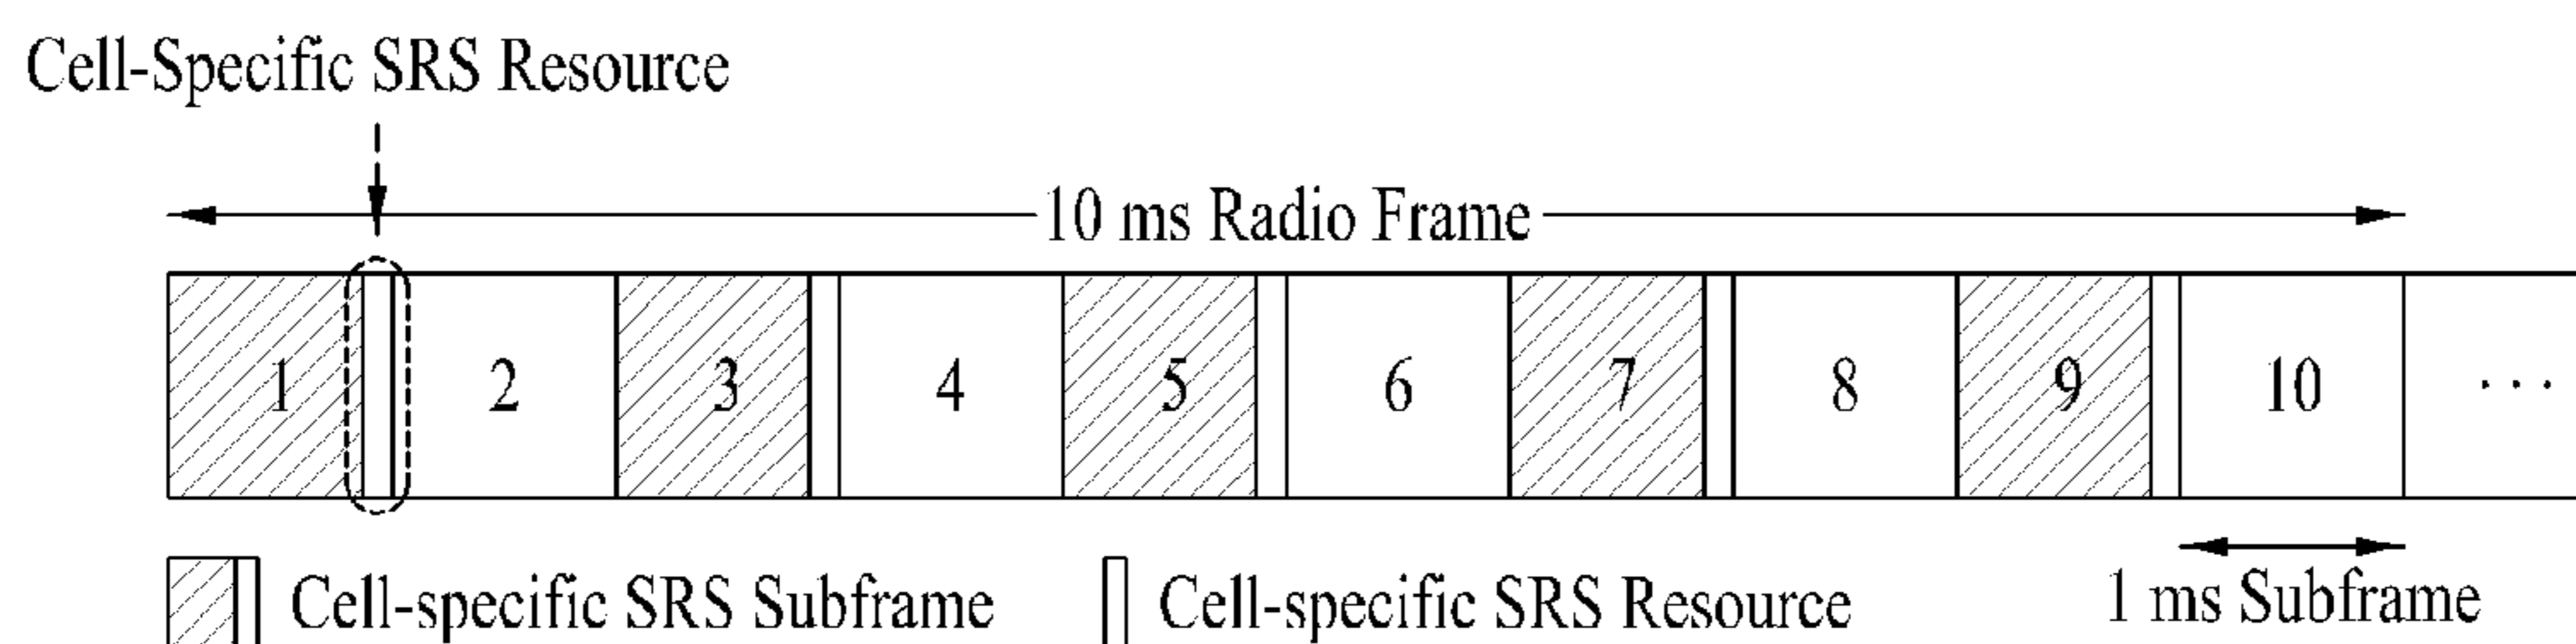 Cell-Specific SRS Resource
10 ms Radio Frame
1 2 3 4 5 6 7 8 9 10 ...
Cell-specific SRS Subframe Cell-specific SRS Resource 1 ms Subframe